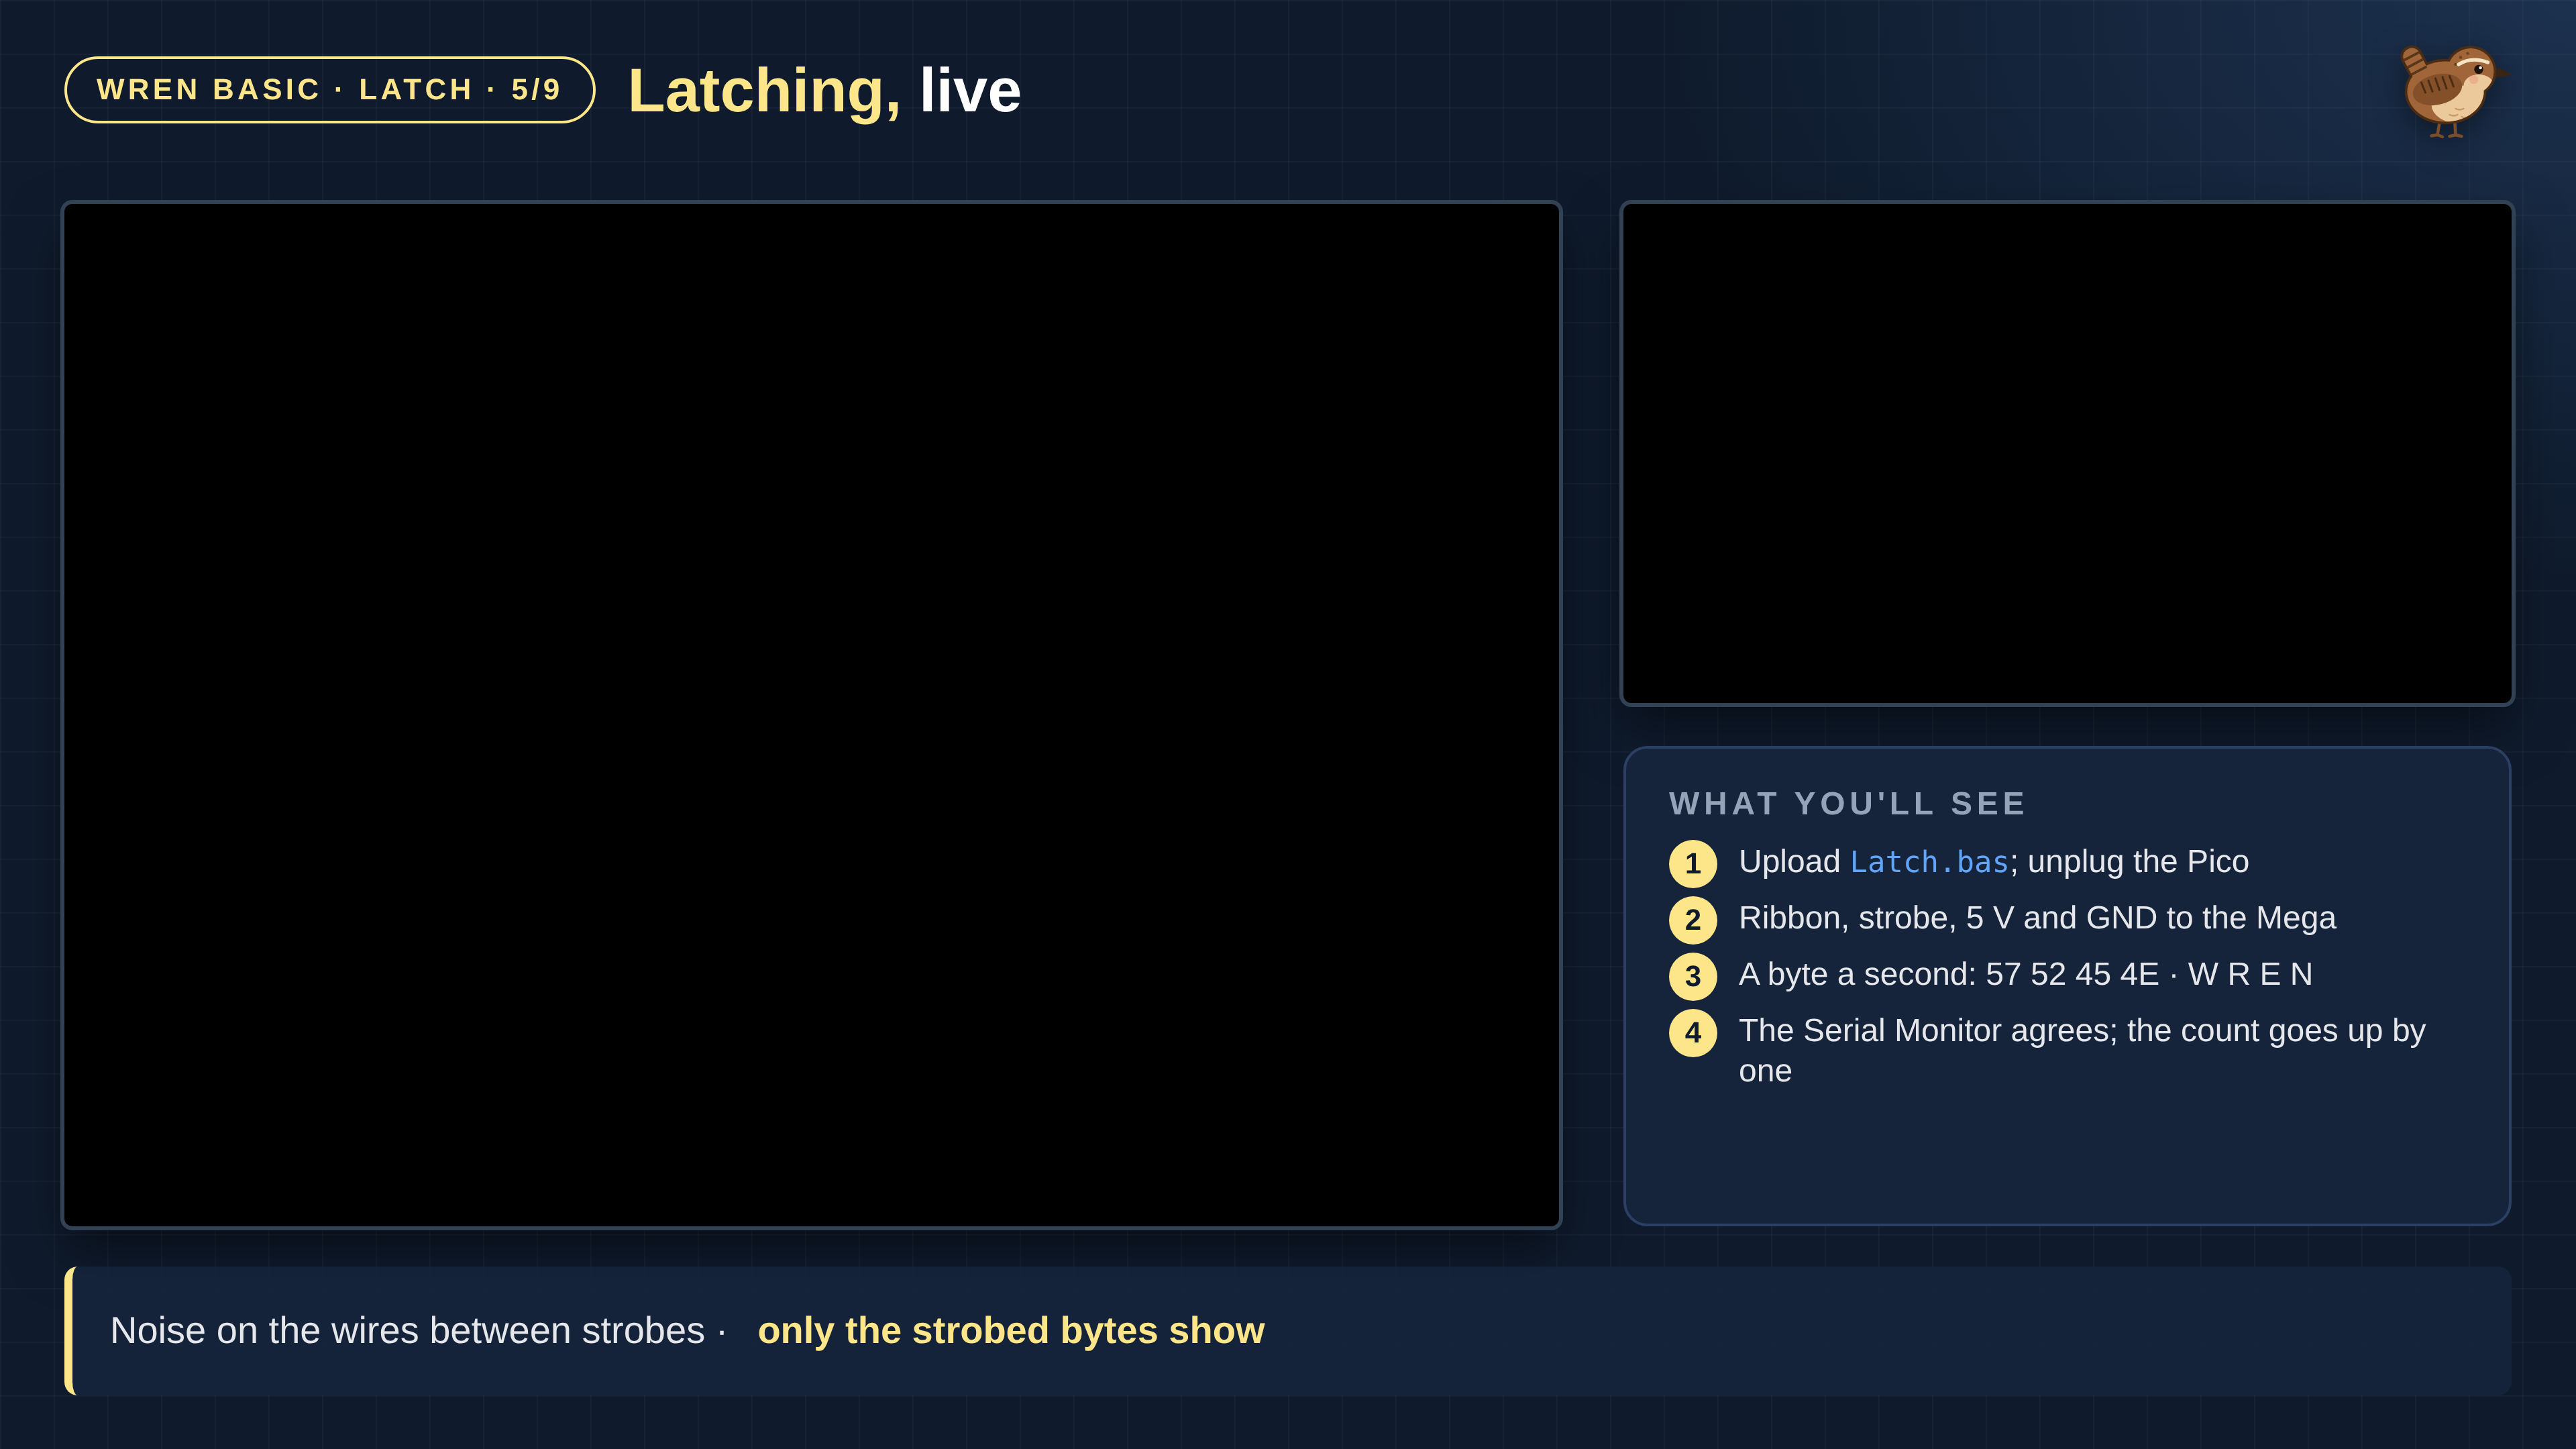 WREN BASIC · LATCH · 5/9
Latching, live
WHAT YOU'LL SEE
1 Upload Latch.bas; unplug the Pico
2 Ribbon, strobe, 5 V and GND to the Mega
3 A byte a second: 57 52 45 4E · W R E N
4 The Serial Monitor agrees; the count goes up by
one
Noise on the wires between strobes · only the strobed bytes show